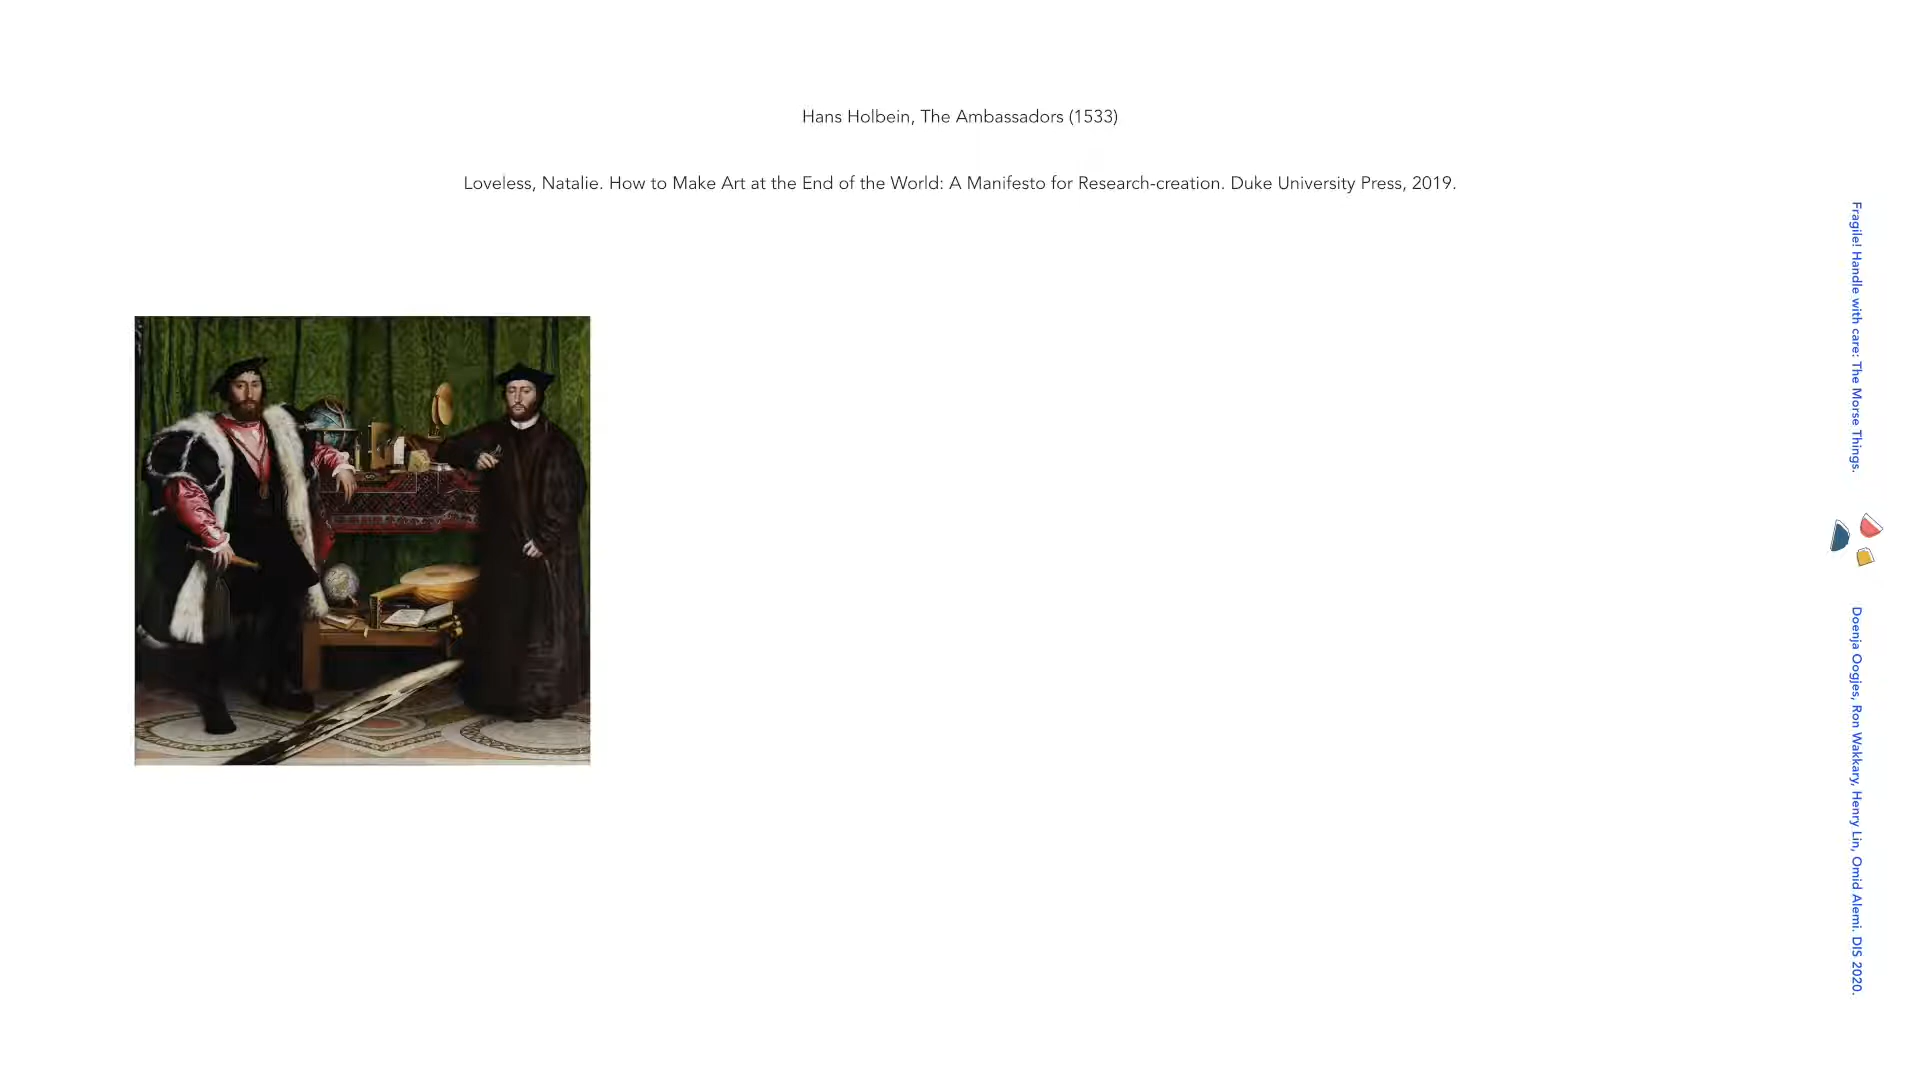 Hans Holbein, The Ambassadors (1533)
Loveless, Natalie. How to Make Art at the End of the World: A Manifesto for Research-creation. Duke University Press, 2019.
Fragile! Handle with care: The Morse Things.
Doenja Oogjes, Ron Wakkary, Henry Lin, Omid Alemi. DIS 2020.